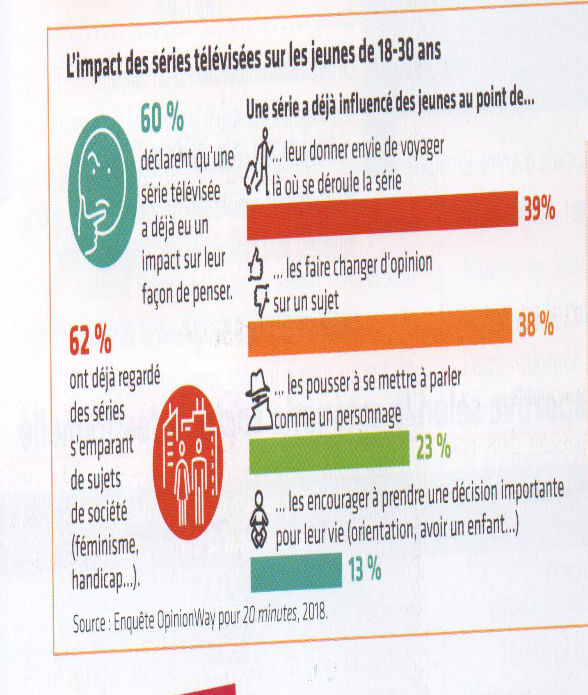 L'impact des séries télévisées sur les jeunes de 18-30 ans
60 %
déclarent qu'une
série télévisée
a déjà eu un
impact sur leur
façon de penser.
62 %
ont déjà regardé
des séries
s'emparant
de sujets
de société
(féminisme,
handicap...).
Une série a déjà influencé des jeunes au point de...
... leur donner envie de voyager
là où se déroule la série
39%
... les faire changer d'opinion
sur un sujet
38 %
... les pousser à se mettre à parler
comme un personnage
23 %
... les encourager à prendre une décision importante
pour leur vie (orientation, avoir un enfant...)
13 %
Source : Enquête OpinionWay pour 20 minutes, 2018.